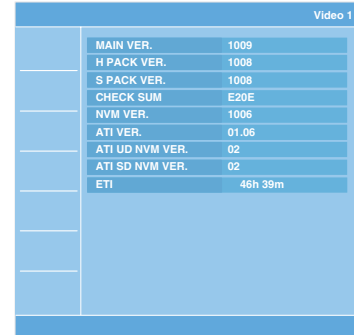 Video 1
MAIN VER. 1009
H PACK VER. 1008
S PACK VER. 1008
CHECK SUM E20E
NVM VER. 1006
ATI VER. 01.06
ATI UD NVM VER. 02
ATI SD NVM VER. 02
ETI 46h 39m